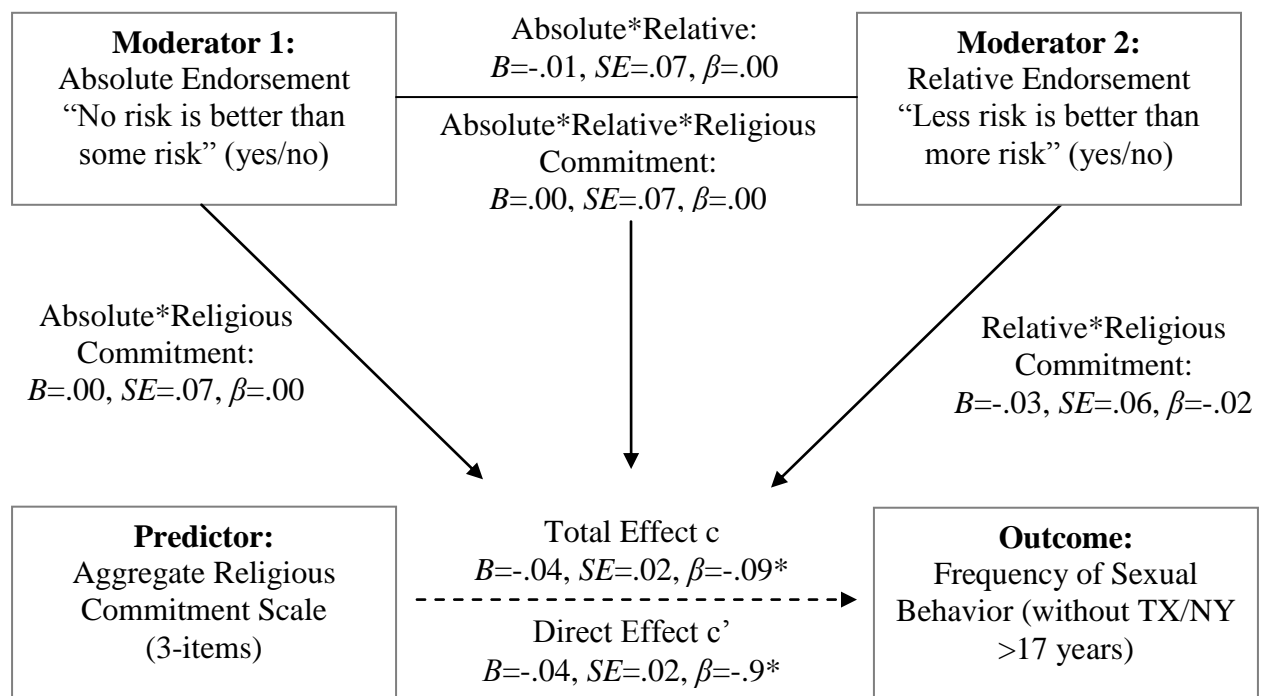 Moderator 1:
Absolute Endorsement
“No risk is better than
some risk” (yes/no)
Absolute*Relative:
B=-.01, SE=.07, β=.00
Absolute*Relative*Religious
Commitment:
B=.00, SE=.07, β=.00
Moderator 2:
Relative Endorsement
“Less risk is better than
more risk” (yes/no)
Absolute*Religious
Commitment:
B=.00, SE=.07, β=.00
Relative*Religious
Commitment:
B=-.03, SE=.06, β=-.02
Predictor:
Aggregate Religious
Commitment Scale
(3-items)
Total Effect c
B=-.04, SE=.02, β=-.09*
Direct Effect c’
B=-.04, SE=.02, β=-.9*
Outcome:
Frequency of Sexual
Behavior (without TX/NY
>17 years)